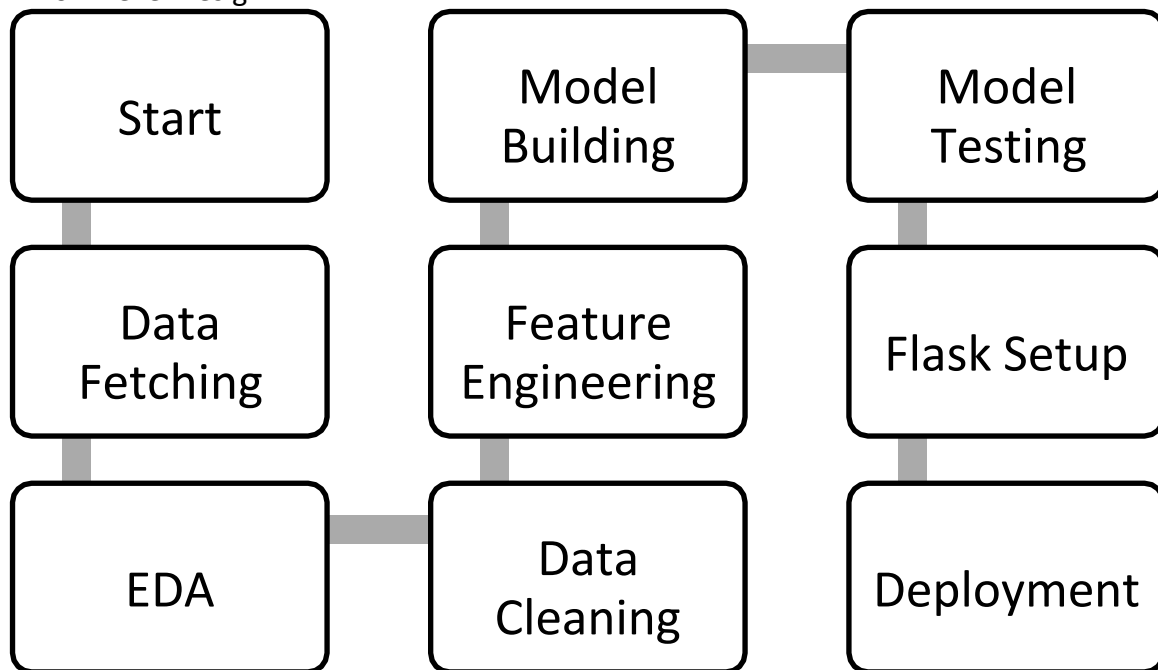 Start
Data
Fetching
EDA
Data
Cleaning
Feature
Engineering
Model
Building
Model
Testing
Flask Setup
Deployment